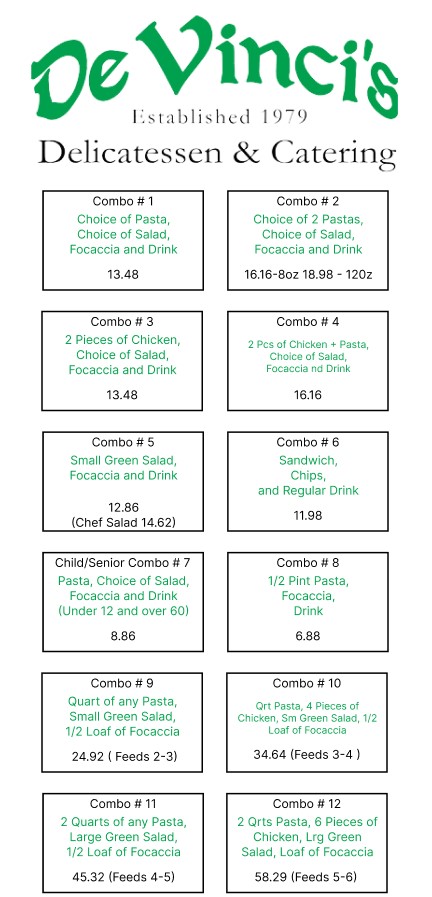 De Vinci's
Established 1979
Delicatessen & Catering
Combo # 1
Choice of Pasta,
Choice of Salad,
Focaccia and Drink
13.48
Combo # 2
Choice of 2 Pastas,
Choice of Salad,
Focaccia and Drink
16.16-8oz 18.98 - 120z
Combo # 3
2 Pieces of Chicken,
Choice of Salad,
Focaccia and Drink
13.48
Combo # 4
2 Pcs of Chicken + Pasta,
Choice of Salad,
Focaccia nd Drink
16.16
Combo # 5
Small Green Salad,
Focaccia and Drink
12.86
(Chef Salad 14.62)
Combo # 6
Sandwich,
Chips,
and Regular Drink
11.98
Child/Senior Combo # 7
Pasta, Choice of Salad,
Focaccia and Drink
(Under 12 and over 60)
8.86
Combo # 8
1/2 Pint Pasta,
Focaccia,
Drink
6.88
Combo # 9
Quart of any Pasta,
Small Green Salad,
1/2 Loaf of Focaccia
24.92 ( Feeds 2-3)
Combo # 10
Qrt Pasta, 4 Pieces of
Chicken, Sm Green Salad, 1/2
Loaf of Focaccia
34.64 (Feeds 3-4 )
Combo # 11
2 Quarts of any Pasta,
Large Green Salad,
1/2 Loaf of Focaccia
45.32 (Feeds 4-5)
Combo # 12
2 Qrts Pasta, 6 Pieces of
Chicken, Lrg Green
Salad, Loaf of Focaccia
58.29 (Feeds 5-6)